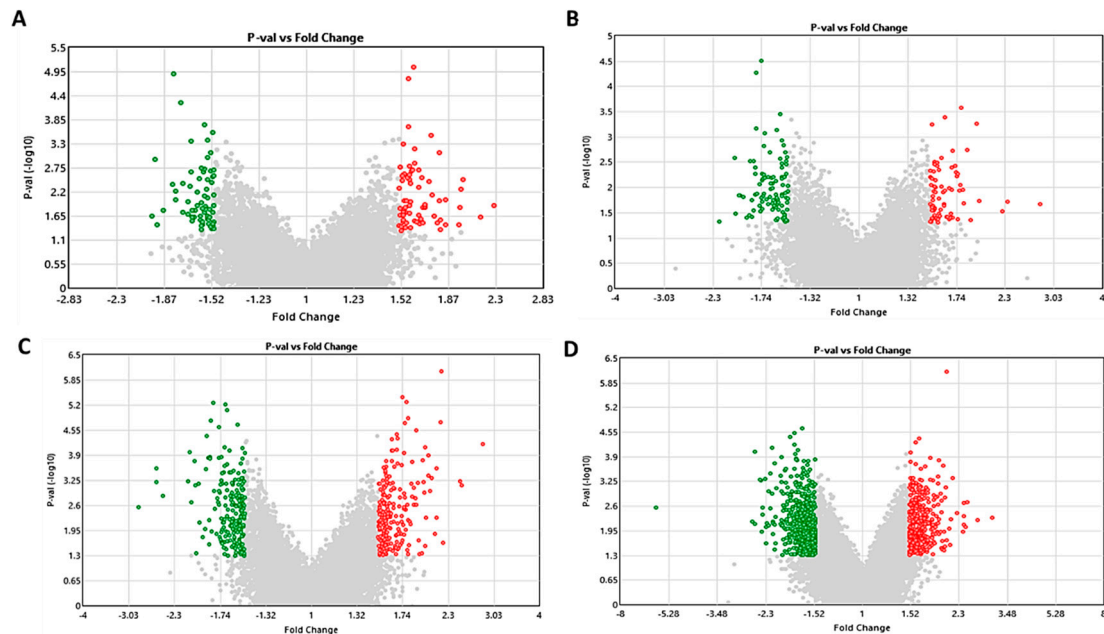 A
P-val vs Fold Change
P-val (-log10)
5.5
4.95
4.4
3.85
3.3
2.75
2.2
1.65
1.1
0.55
0
-2.83 -2.3 -1.87 -1.52 -1.23 1 1.23 1.52 1.87 2.3 2.83
Fold Change
B
P-val vs Fold Change
P-val (-log10)
5
4.5
4
3.5
3
2.5
2
1.5
1
0.5
0
-4 -3.03 -2.3 -1.74 -1.32 1 1.32 1.74 2.3 3.03 4
Fold Change
C
P-val vs Fold Change
P-val (-log10)
6.5
5.85
5.2
4.55
3.9
3.25
2.6
1.95
1.3
0.65
0
-4 -3.03 -2.3 -1.74 -1.32 1 1.32 1.74 2.3 3.03 4
Fold Change
D
P-val vs Fold Change
P-val (-log10)
6.5
5.85
5.2
4.55
3.9
3.25
2.6
1.95
1.3
0.65
0
-8 -5.28 -3.48 -2.3 -1.52 1 1.52 2.3 3.48 5.28 8
Fold Change